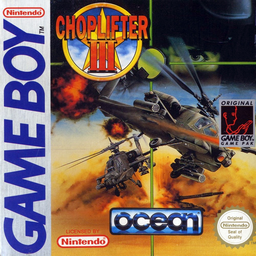 Nintendo
GAME BOY
TM
CHOPLIFTER
III
ORIGINAL
GAME BOY
GAME PAK
LICENSED BY
Nintendo
ocean
Original
Nintendo
Seal of
Quality